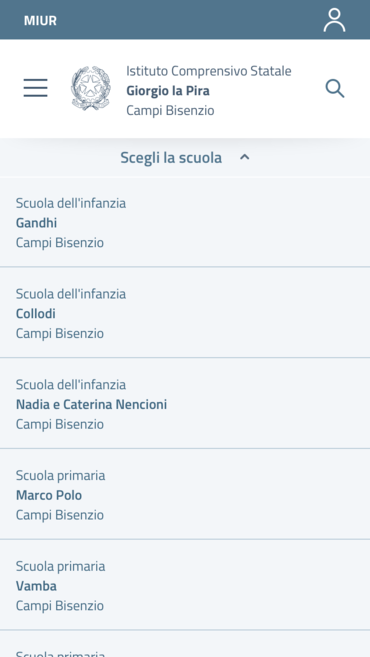 MIUR
Istituto Comprensivo Statale
Giorgio la Pira
Campi Bisenzio
Scegli la scuola
Scuola dell'infanzia
Gandhi
Campi Bisenzio
Scuola dell'infanzia
Collodi
Campi Bisenzio
Scuola dell'infanzia
Nadia e Caterina Nencioni
Campi Bisenzio
Scuola primaria
Marco Polo
Campi Bisenzio
Scuola primaria
Vamba
Campi Bisenzio
Scuola primaria